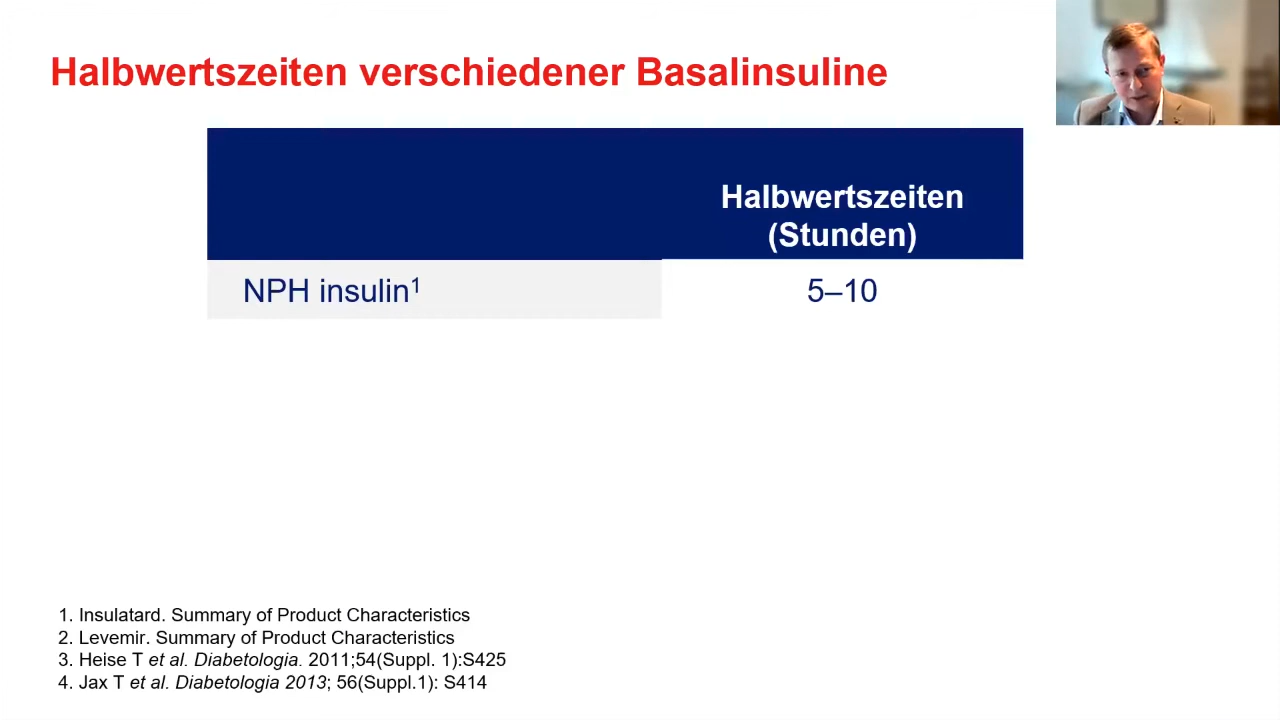 Halbwertszeiten verschiedener Basalinsuline
Halbwertszeiten
(Stunden)
NPH insulin¹
5–10
1. Insulatard. Summary of Product Characteristics
2. Levemir. Summary of Product Characteristics
3. Heise T et al. Diabetologia. 2011;54(Suppl. 1):S425
4. Jax T et al. Diabetologia 2013; 56(Suppl.1): S414